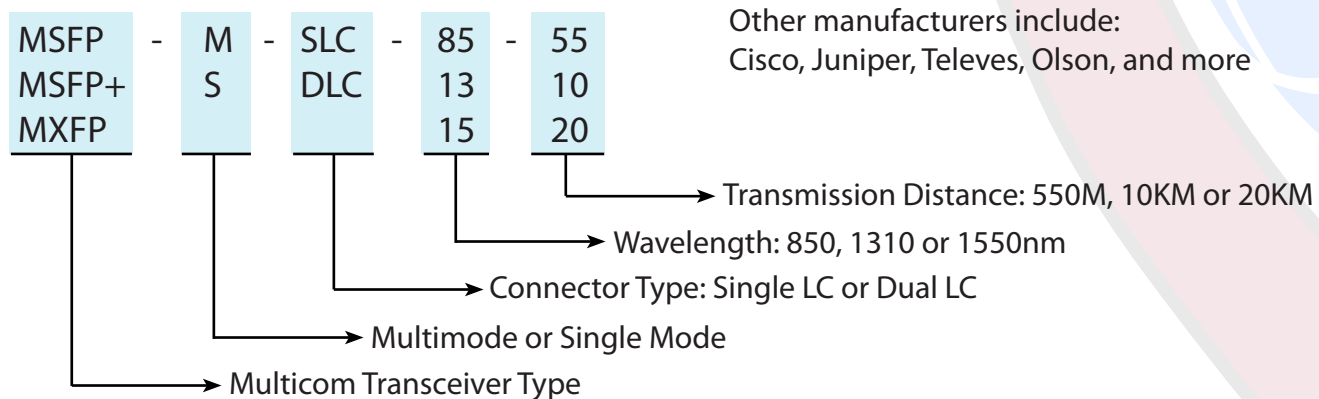 MSFP - M - SLC - 85 - 55
MSFP+ S DLC 13 10
MXFP 15 20
Other manufacturers include:
Cisco, Juniper, Televes, Olson, and more
Transmission Distance: 550M, 10KM or 20KM
Wavelength: 850, 1310 or 1550nm
Connector Type: Single LC or Dual LC
Multimode or Single Mode
Multicom Transceiver Type